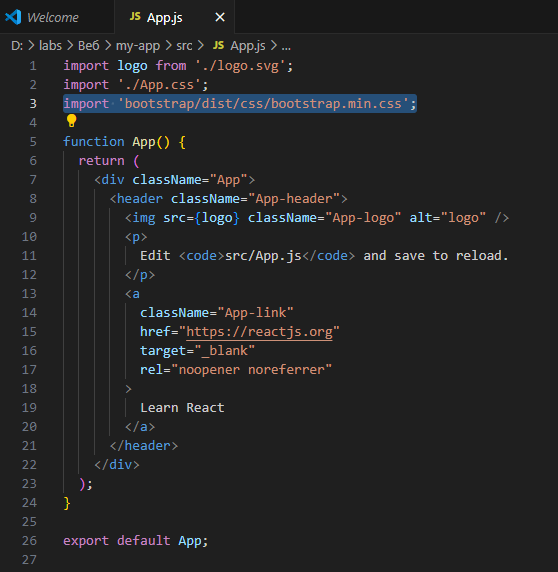 Welcome
JS App.js ×
D: > labs > Веб > my-app > src > JS App.js > ...
1 import logo from './logo.svg';
2 import './App.css';
3 import 'bootstrap/dist/css/bootstrap.min.css';
4
5 function App() {
6   return (
7     <div className="App">
8       <header className="App-header">
9         <img src={logo} className="App-logo" alt="logo" />
10         <p>
11           Edit <code>src/App.js</code> and save to reload.
12         </p>
13         <a
14           className="App-link"
15           href="https://reactjs.org"
16           target="_blank"
17           rel="noopener noreferrer"
18         >
19           Learn React
20         </a>
21       </header>
22     </div>
23   );
24 }
25
26 export default App;
27